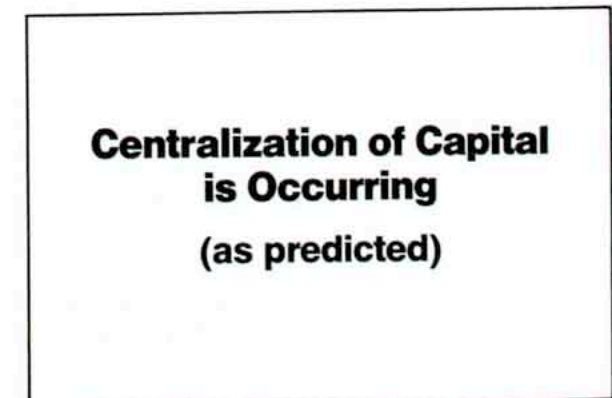 Centralization of Capital
is Occurring
(as predicted)